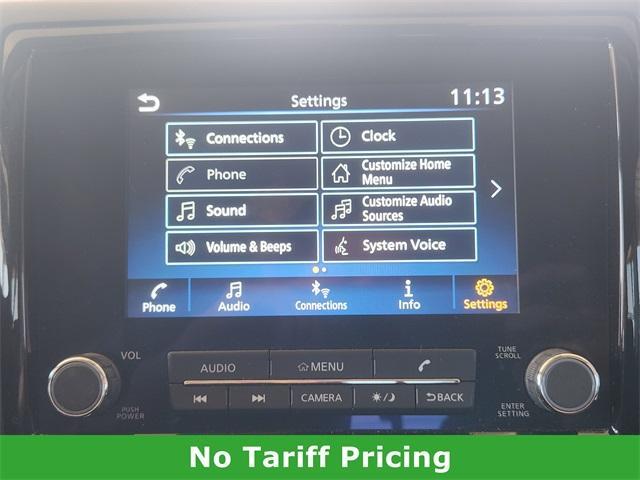 Settings
11:13
Connections
Clock
Phone
Customize Home
Menu
Sound
Customize Audio
Sources
Volume & Beeps
System Voice
Phone
Audio
Connections
Info
Settings
VOL
AUDIO
MENU
TUNE
SCROLL
PUSH
POWER
CAMERA
BACK
ENTER
SETTING
No Tariff Pricing